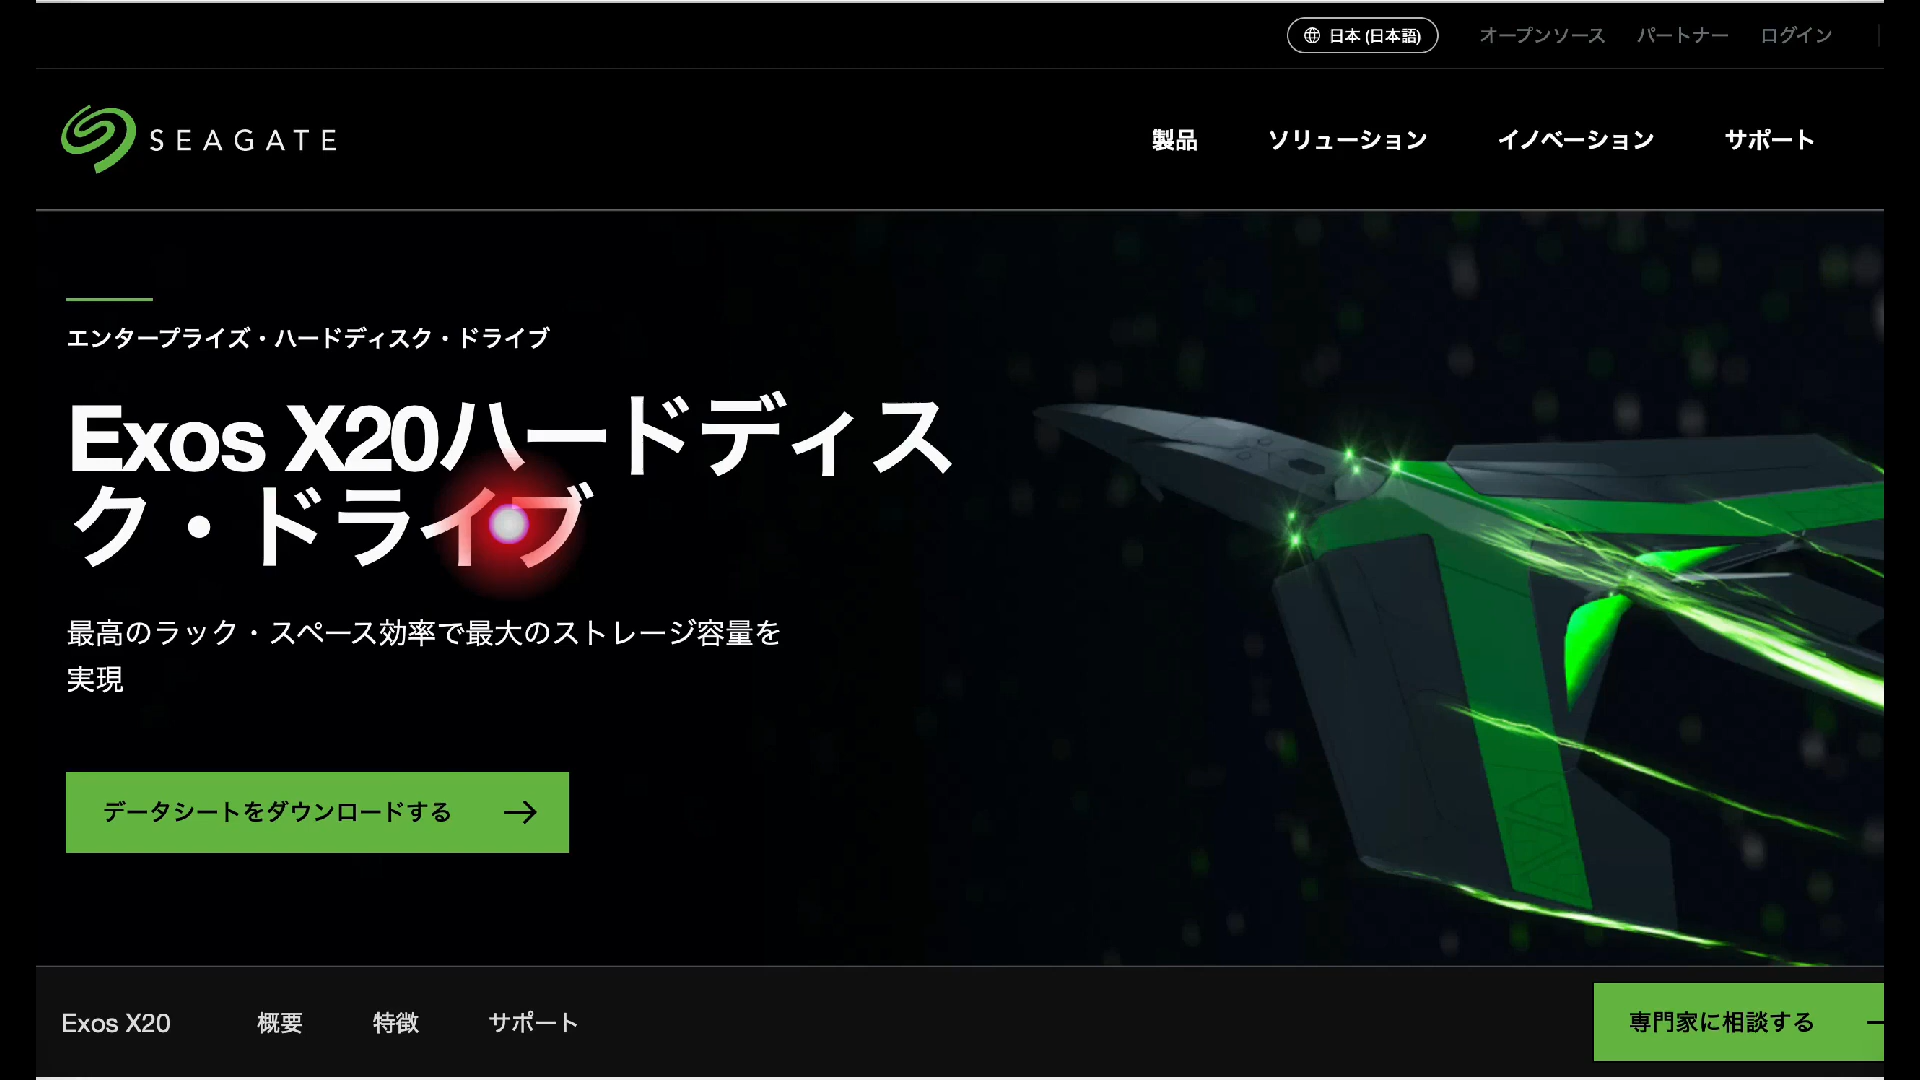 日本 (日本語)
オープンソース
パートナー
ログイン
SEAGATE
製品
ソリューション
イノベーション
サポート
エンタープライズ・ハードディスク・ドライブ
Exos X20ハードディス
ク・ドライブ
最高のラック・スペース効率で最大のストレージ容量を
実現
データシートをダウンロードする
Exos X20
概要
特徴
サポート
専門家に相談する